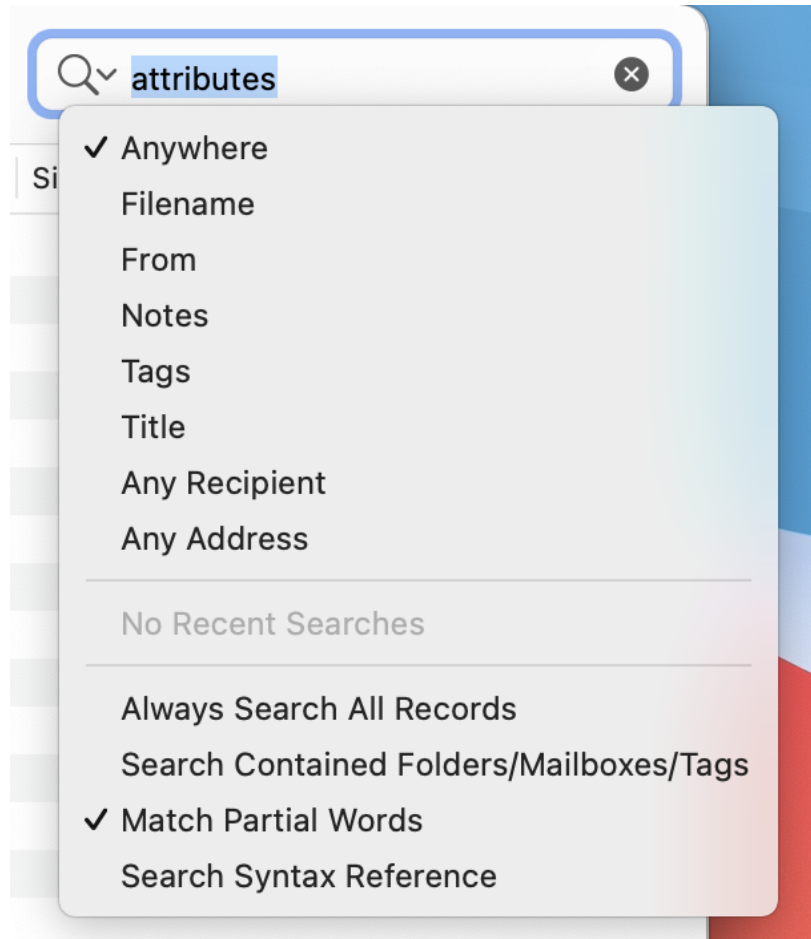 attributes
Si
Anywhere
Filename
From
Notes
Tags
Title
Any Recipient
Any Address
No Recent Searches
Always Search All Records
Search Contained Folders/Mailboxes/Tags
Match Partial Words
Search Syntax Reference